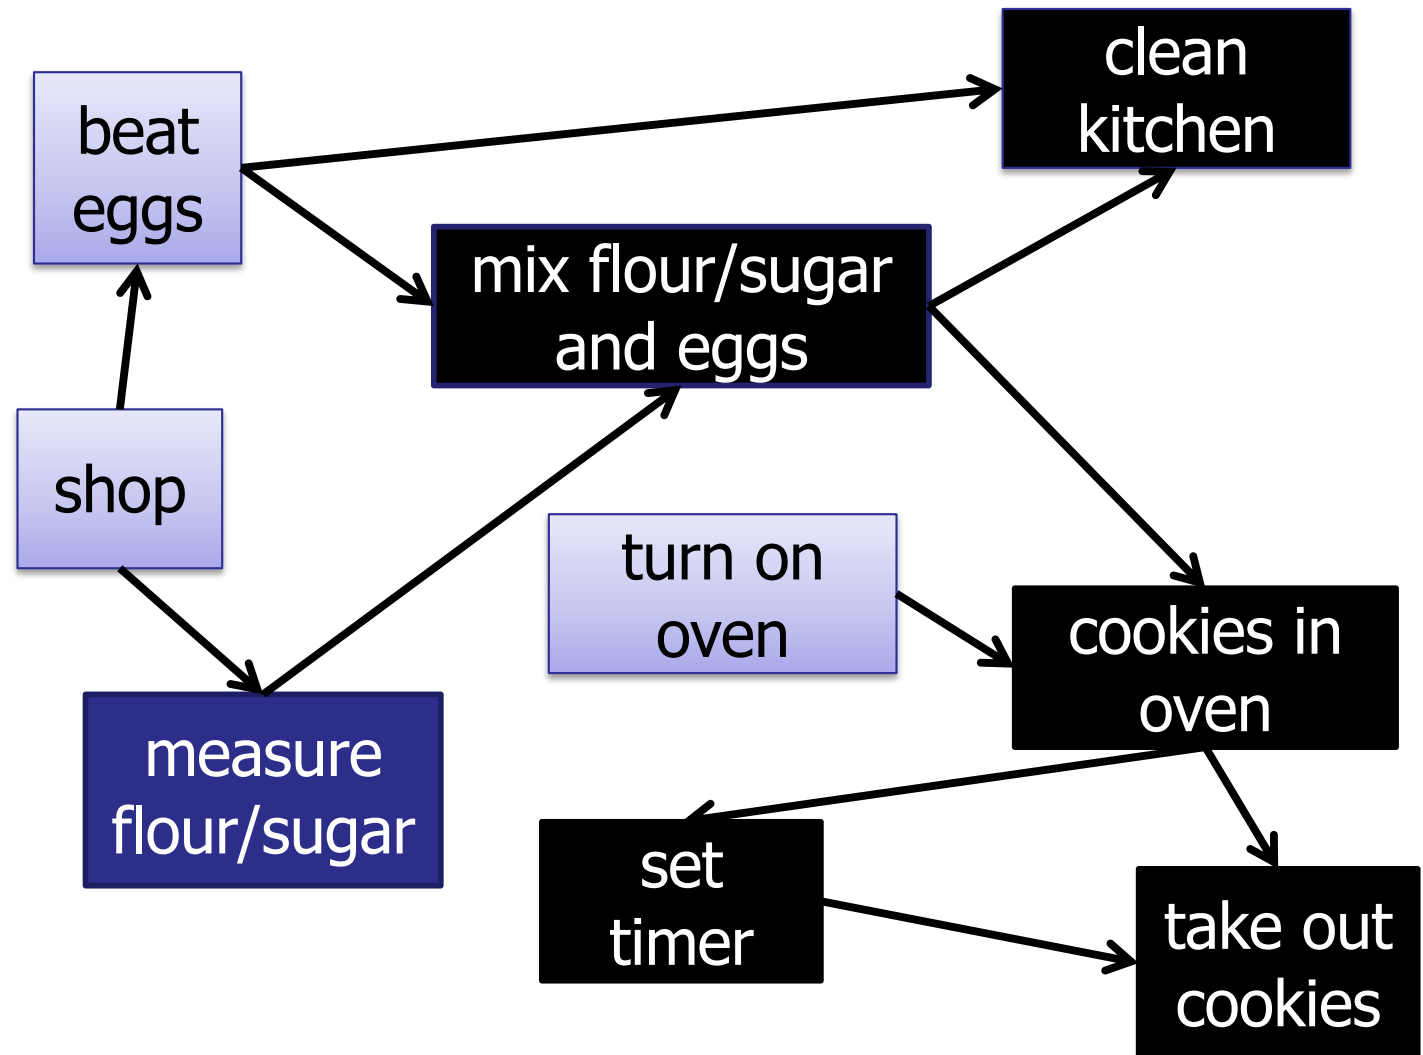 clean
kitchen
beat
eggs
mix flour/sugar
and eggs
shop
turn on
oven
cookies in
oven
measure
flour/sugar
set
timer
take out
cookies